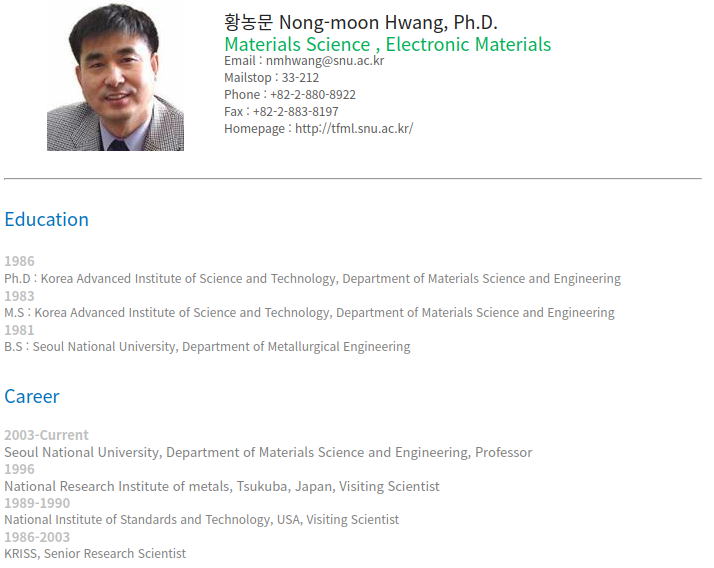 황농문 Nong-moon Hwang, Ph.D.
Materials Science , Electronic Materials
Email : nmhwang@snu.ac.kr
Mailstop : 33-212
Phone : +82-2-880-8922
Fax : +82-2-883-8197
Homepage : http://tfml.snu.ac.kr/
Education
1986
Ph.D : Korea Advanced Institute of Science and Technology, Department of Materials Science and Engineering
1983
M.S : Korea Advanced Institute of Science and Technology, Department of Materials Science and Engineering
1981
B.S : Seoul National University, Department of Metallurgical Engineering
Career
2003-Current
Seoul National University, Department of Materials Science and Engineering, Professor
1996
National Research Institute of metals, Tsukuba, Japan, Visiting Scientist
1989-1990
National Institute of Standards and Technology, USA, Visiting Scientist
1986-2003
KRISS, Senior Research Scientist